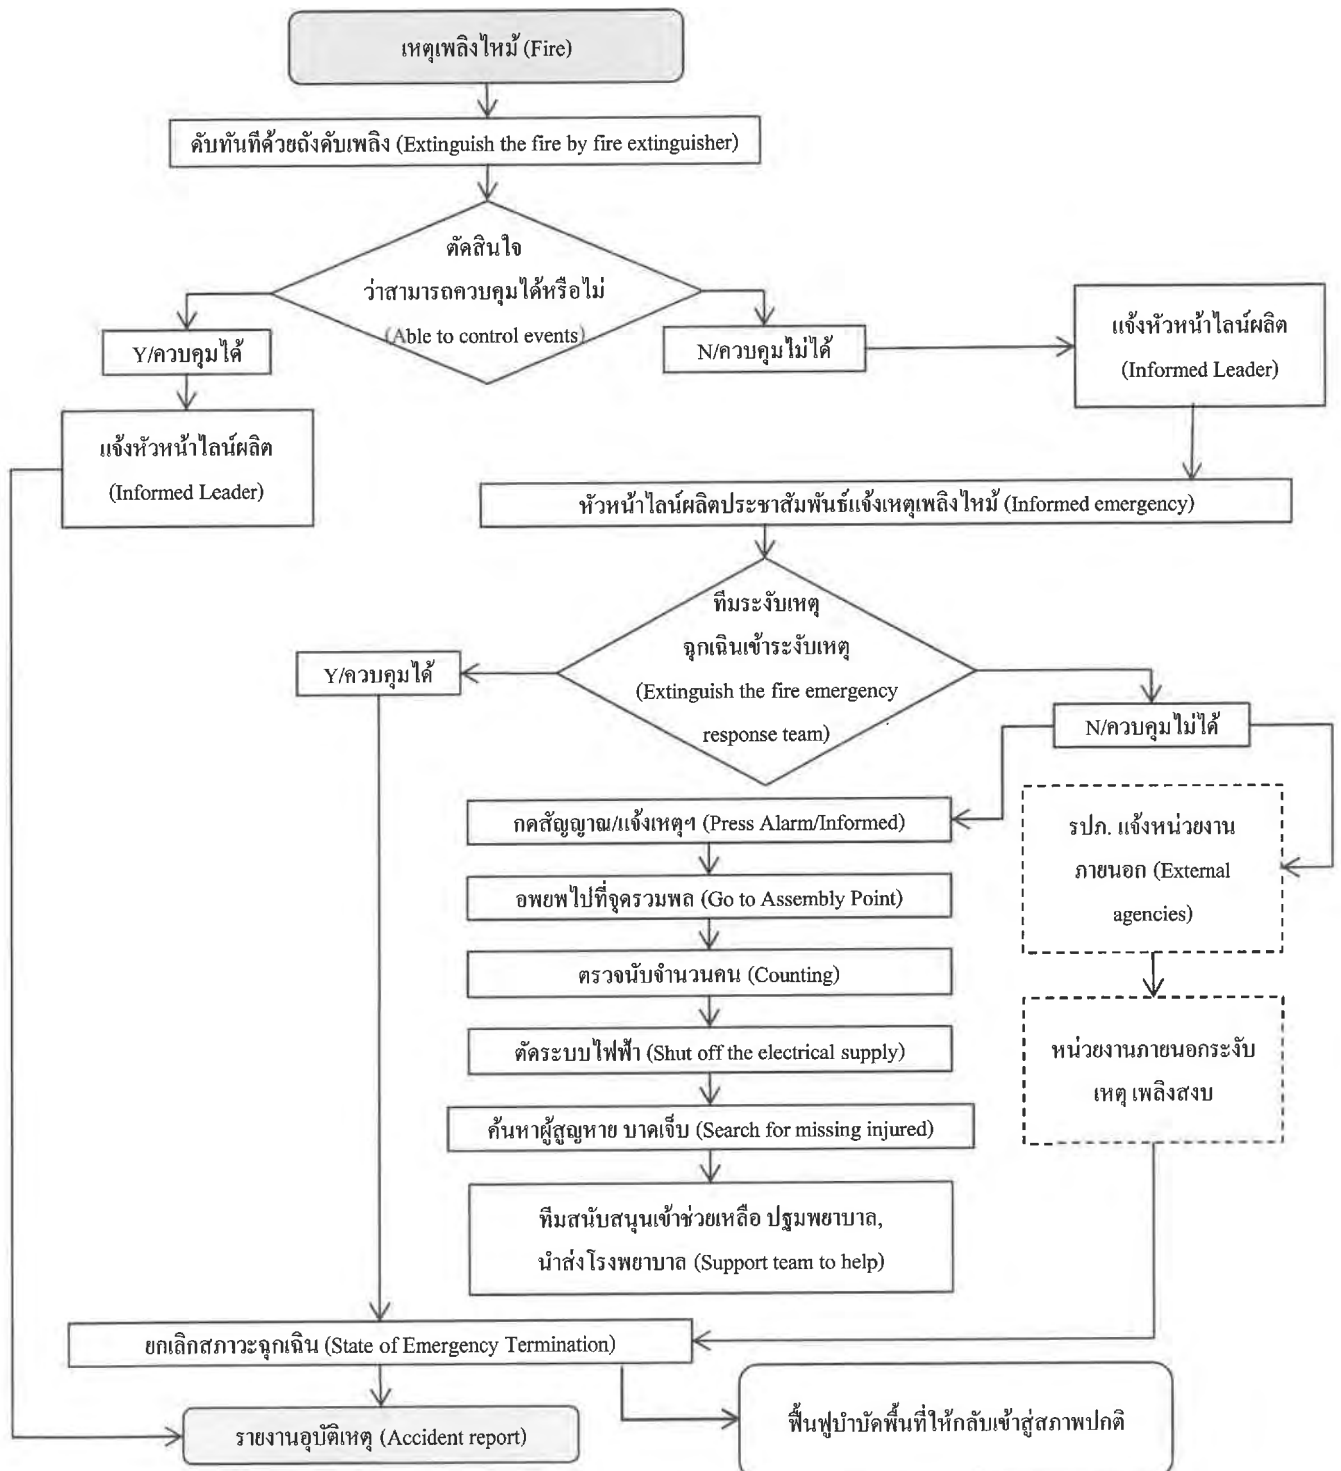 เหตุเพลิงไหม้ (Fire)
ดับทันทีด้วยถังดับเพลิง (Extinguish the fire by fire extinguisher)
ตัดสินใจ
ว่าสามารถควบคุมได้หรือไม่
(Able to control events)
Y/ควบคุมได้
N/ควบคุมไม่ได้
แจ้งหัวหน้าไลน์ผลิต
(Informed Leader)
แจ้งหัวหน้าไลน์ผลิต
(Informed Leader)
หัวหน้าไลน์ผลิตประชาสัมพันธ์แจ้งเหตุเพลิงไหม้ (Informed emergency)
ทีมระงับเหตุ
ฉุกเฉินเข้าระงับเหตุ
(Extinguish the fire emergency
response team)
Y/ควบคุมได้
N/ควบคุมไม่ได้
กดสัญญาณ/แจ้งเหตุฯ (Press Alarm/Informed)
อพยพไปที่จุดรวมพล (Go to Assembly Point)
ตรวจนับจำนวนคน (Counting)
ตัดระบบไฟฟ้า (Shut off the electrical supply)
ค้นหาผู้สูญหาย บาดเจ็บ (Search for missing injured)
ทีมสนับสนุนเข้าช่วยเหลือ ปฐมพยาบาล,
นำส่งโรงพยาบาล (Support team to help)
รปภ. แจ้งหน่วยงาน
ภายนอก (External
agencies)
หน่วยงานภายนอกระงับ
เหตุ เพลิงสงบ
ยกเลิกสภาวะฉุกเฉิน (State of Emergency Termination)
รายงานอุบัติเหตุ (Accident report)
ฟื้นฟูบำบัดพื้นที่ให้กลับเข้าสู่สภาพปกติ